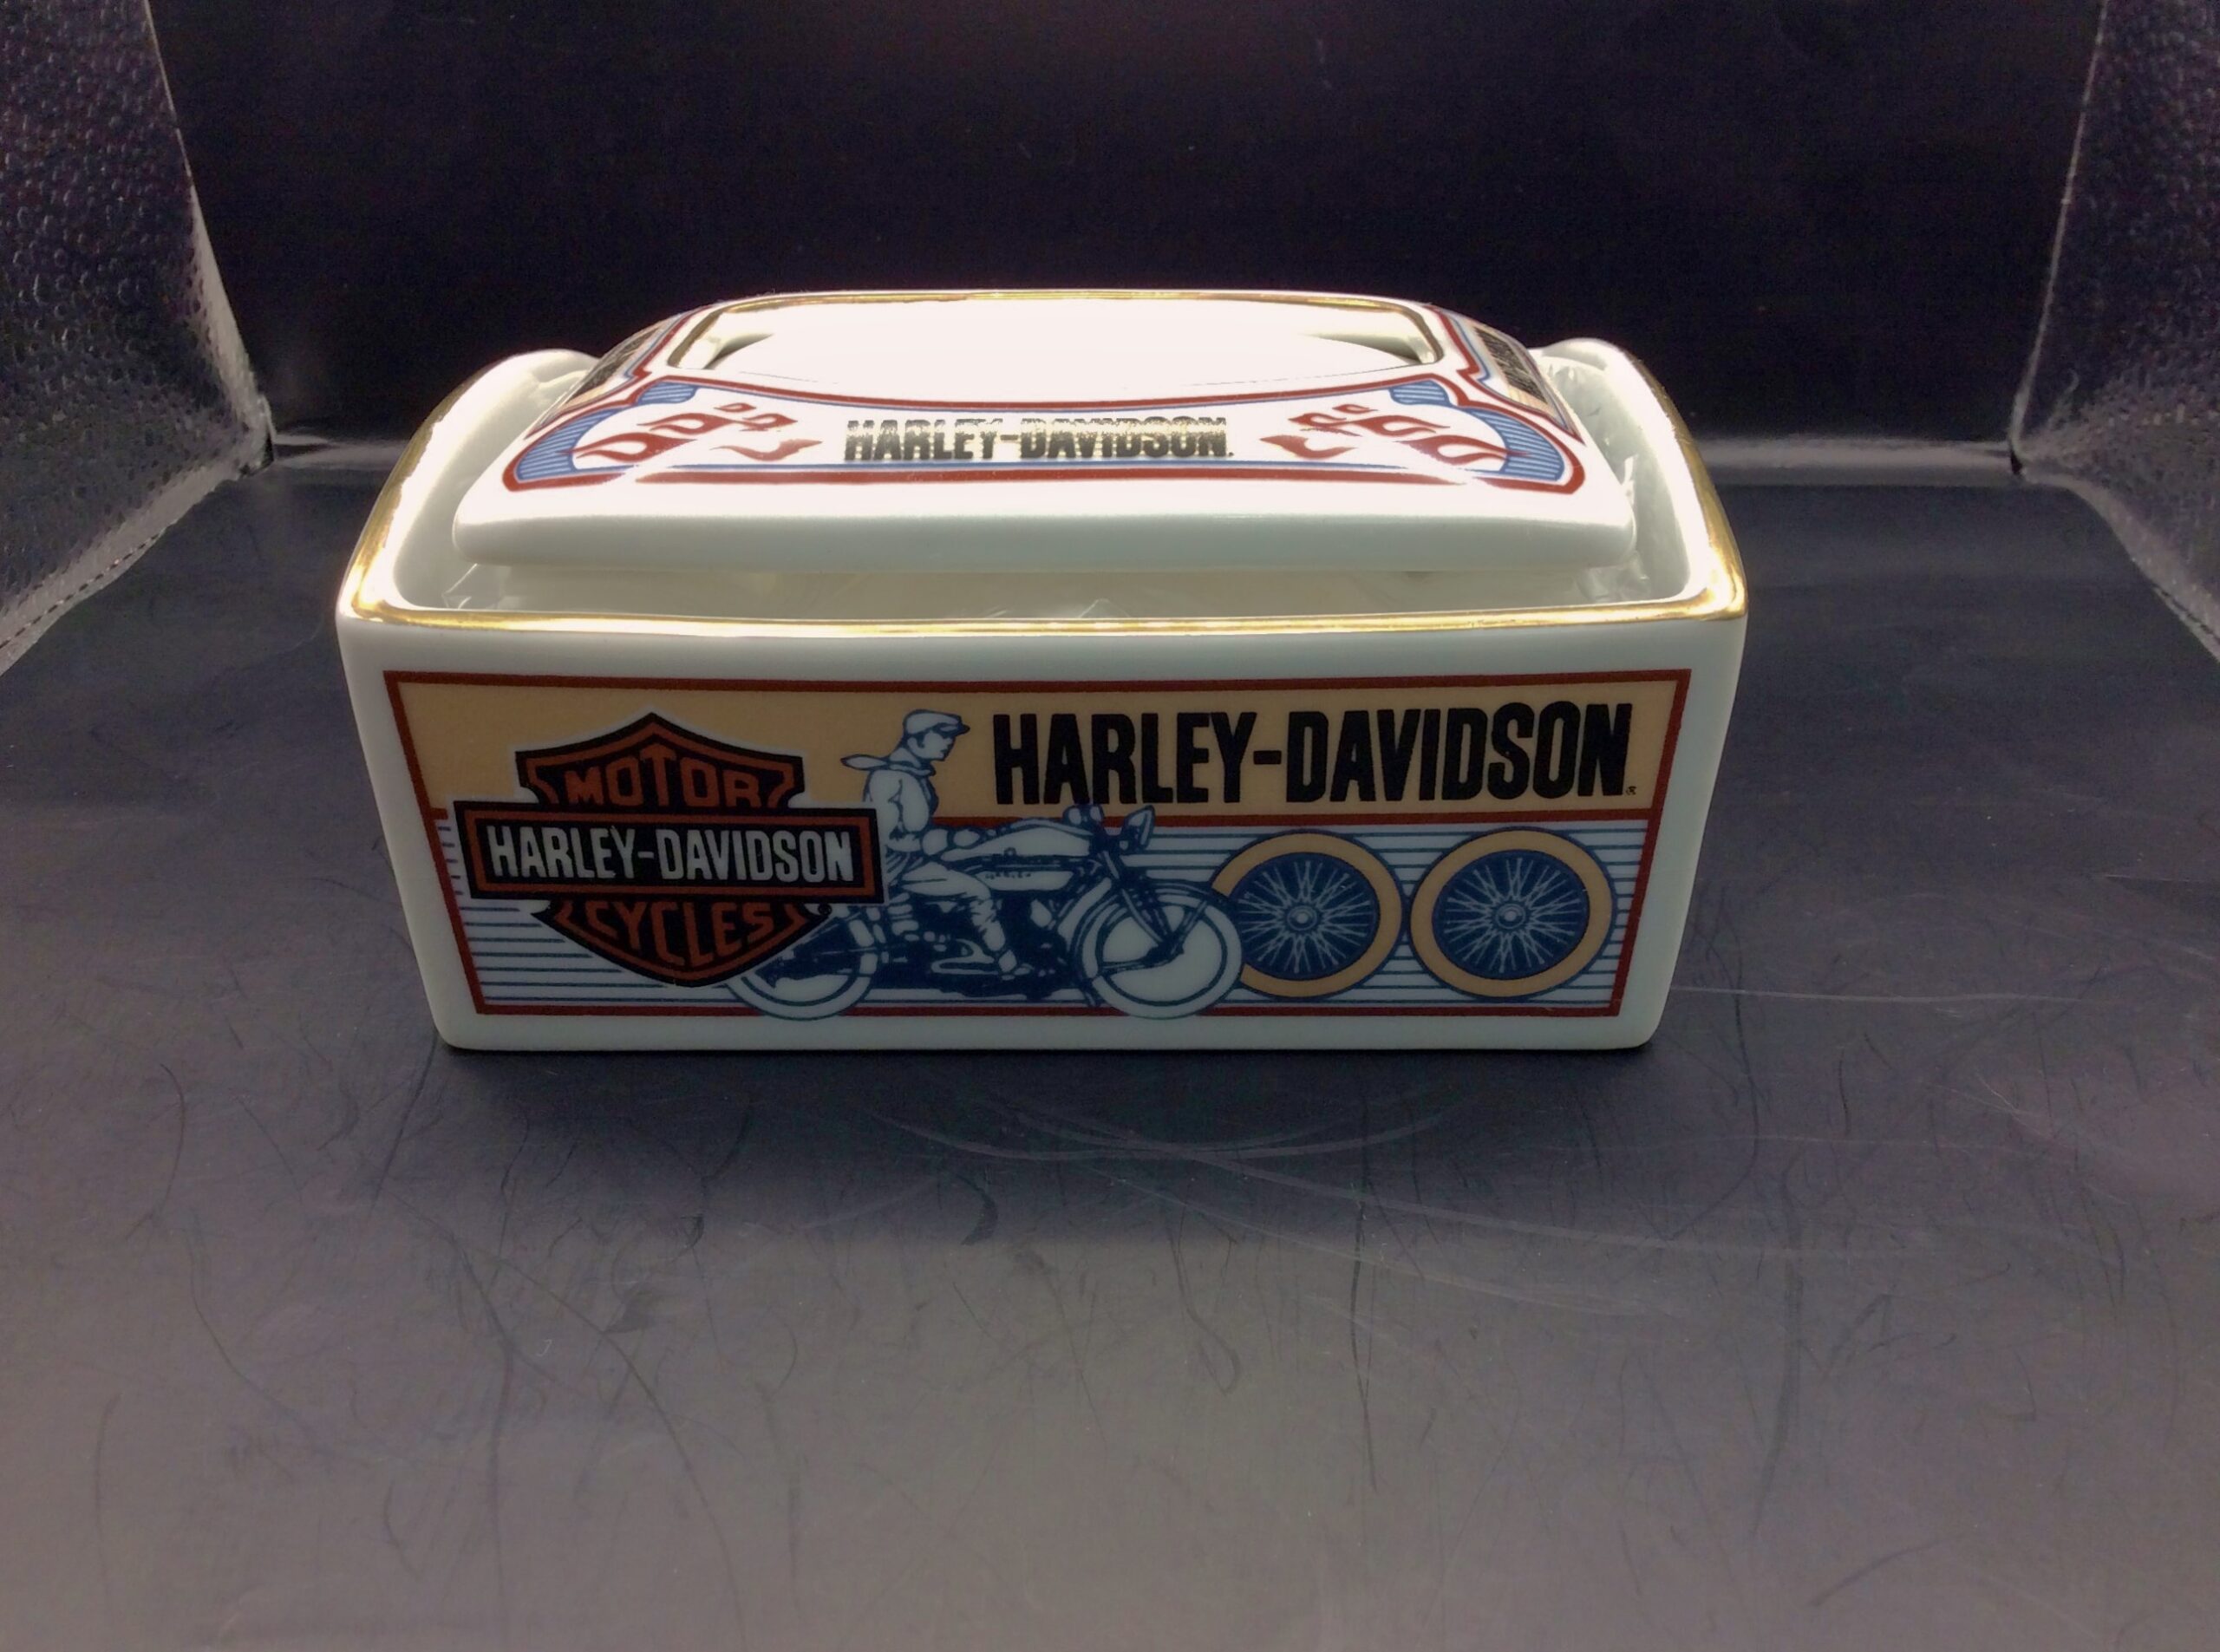 HARLEY-DAVIDSON.
HARLEY-DAVIDSON.®
MOTOR
HARLEY-DAVIDSON
CYCLES